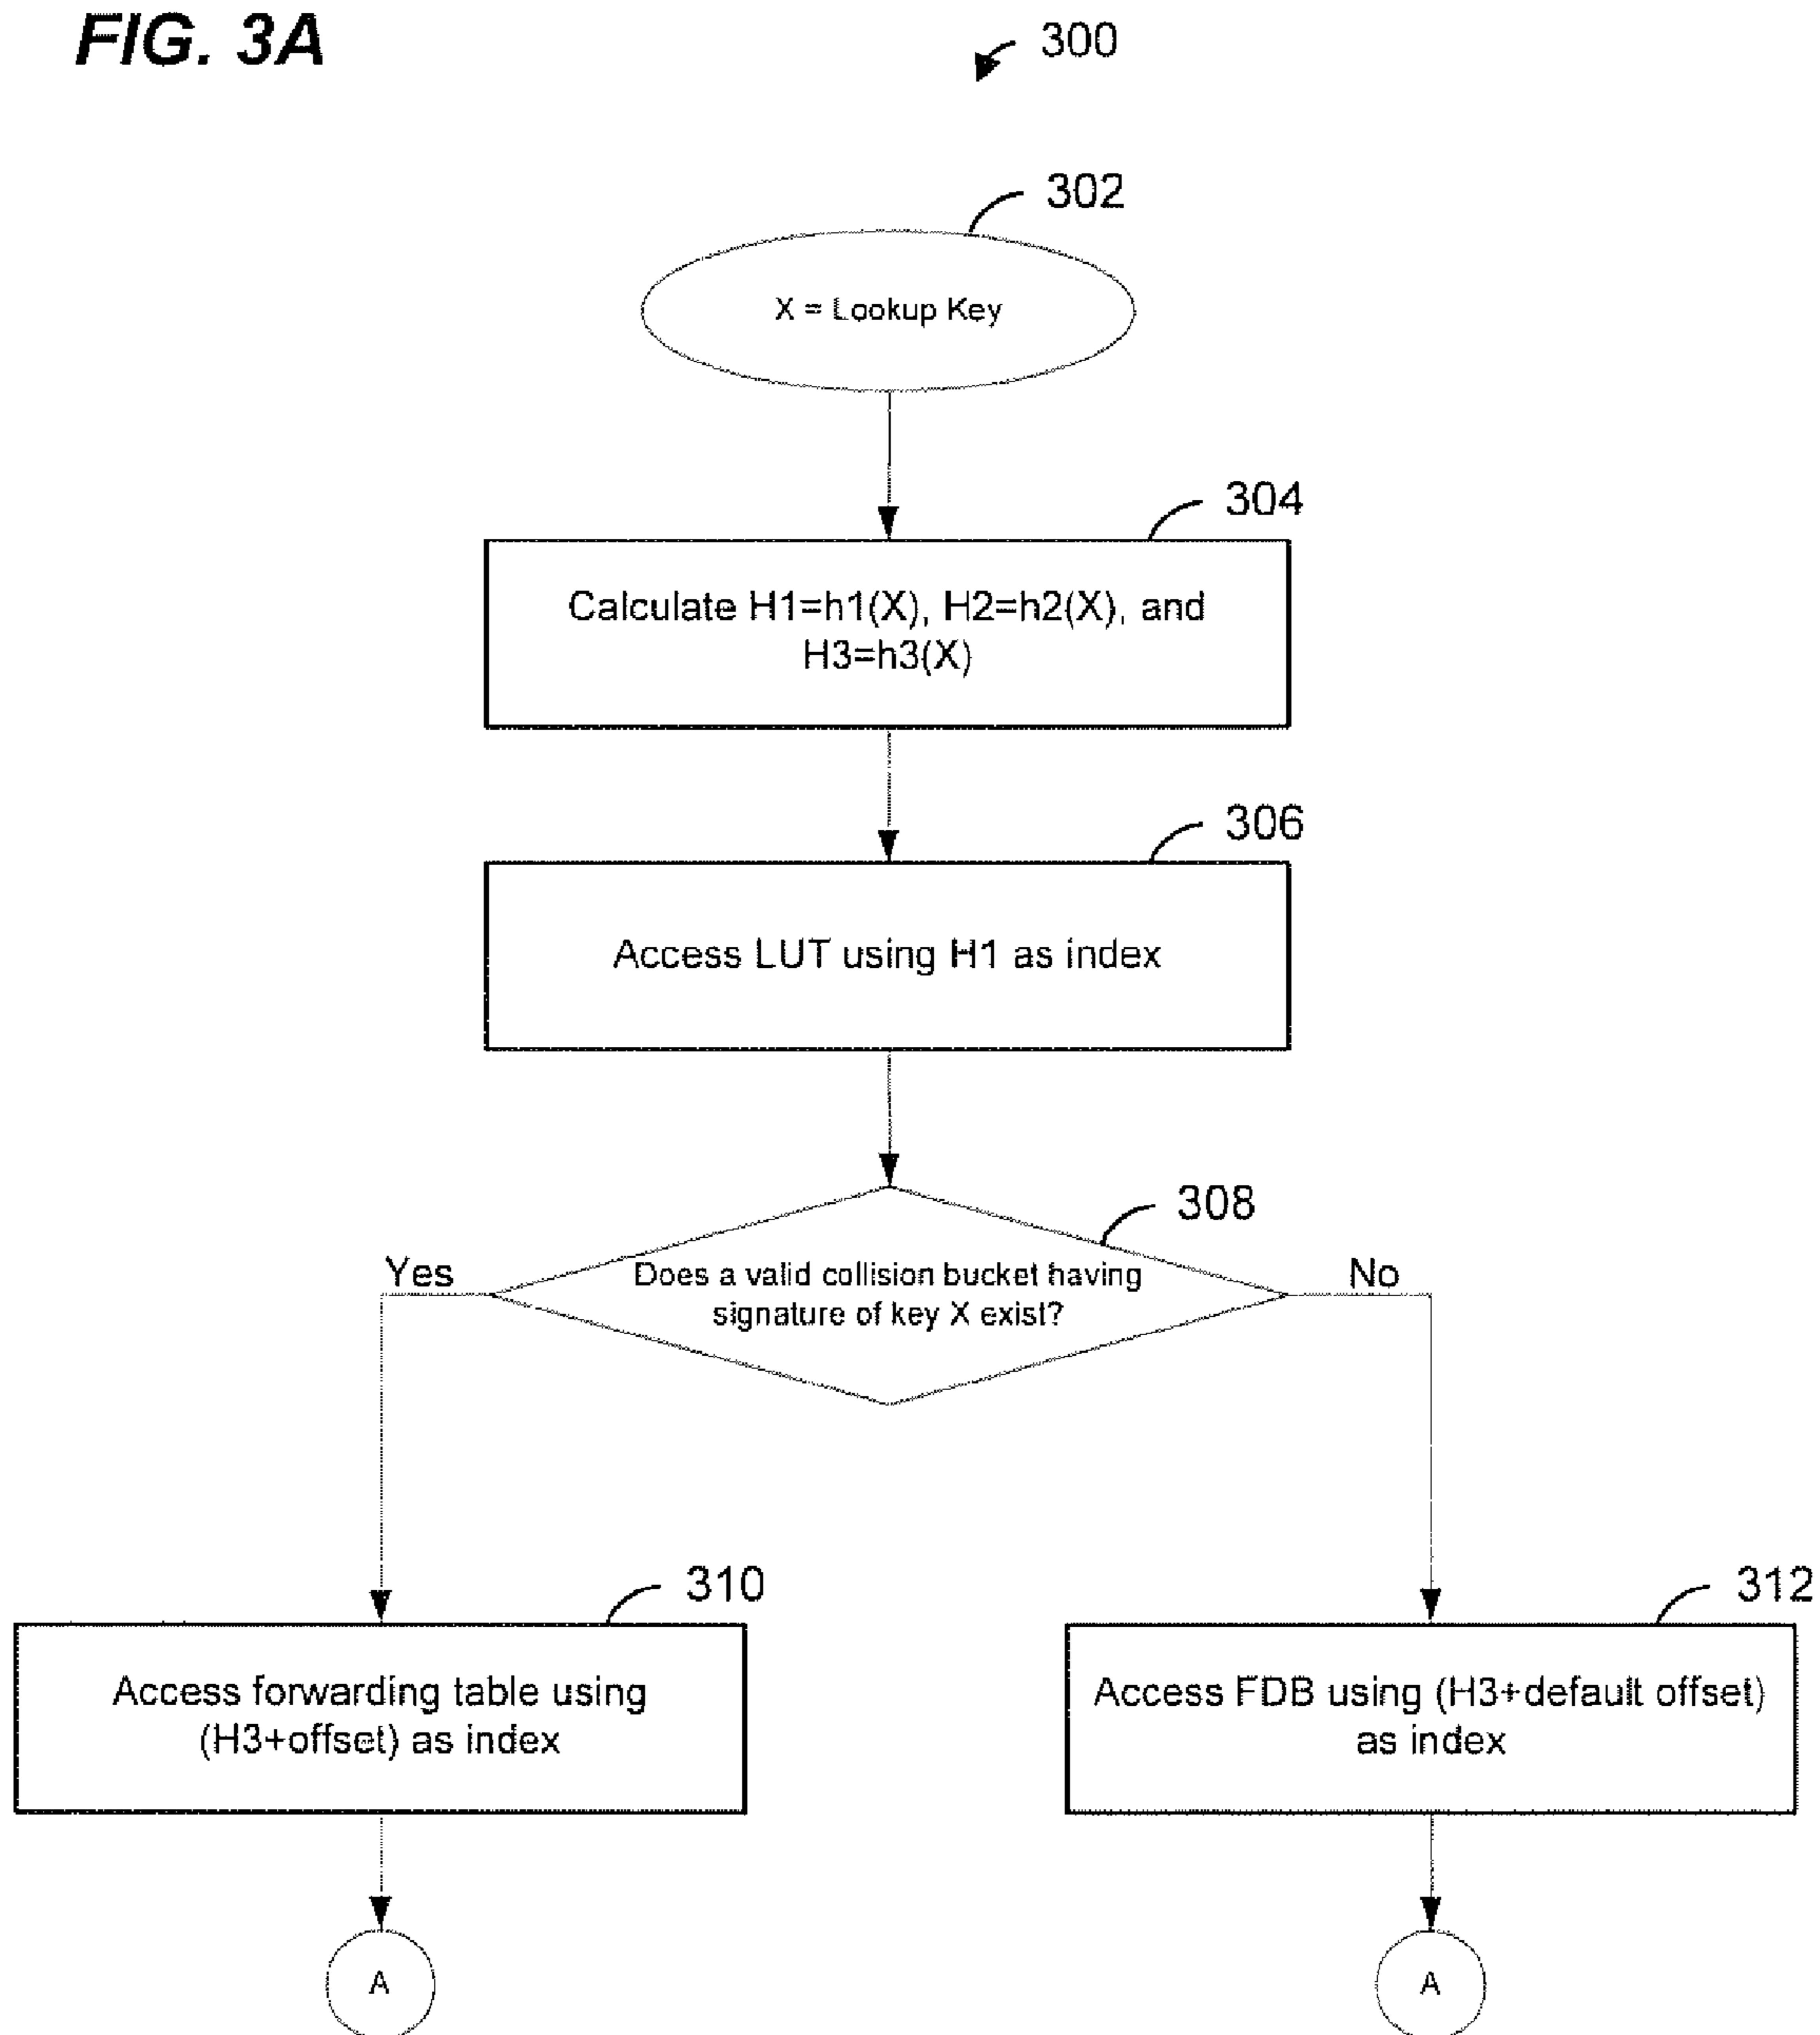 FIG. 3A
300
302
X = Lookup Key
304
Calculate H1=h1(X), H2=h2(X), and
H3=h3(X)
306
Access LUT using H1 as index
308
Yes
Does a valid collision bucket having
signature of key X exist?
No
310
312
Access forwarding table using
(H3+offset) as index
Access FDB using (H3+default offset)
as index
A
A